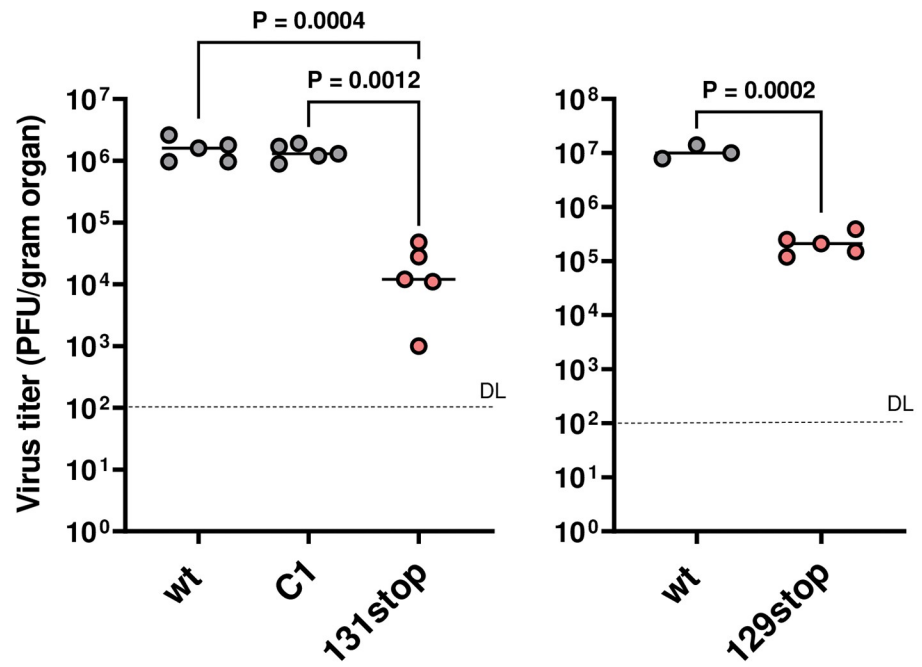 P = 0.0004
P = 0.0012
Virus titer (PFU/gram organ)
10⁷
10⁶
10⁵
10⁴
10³
10²
10¹
10⁰
DL
wt
C1
131stop
P = 0.0002
10⁸
10⁷
10⁶
10⁵
10⁴
10³
10²
10¹
10⁰
DL
wt
129stop